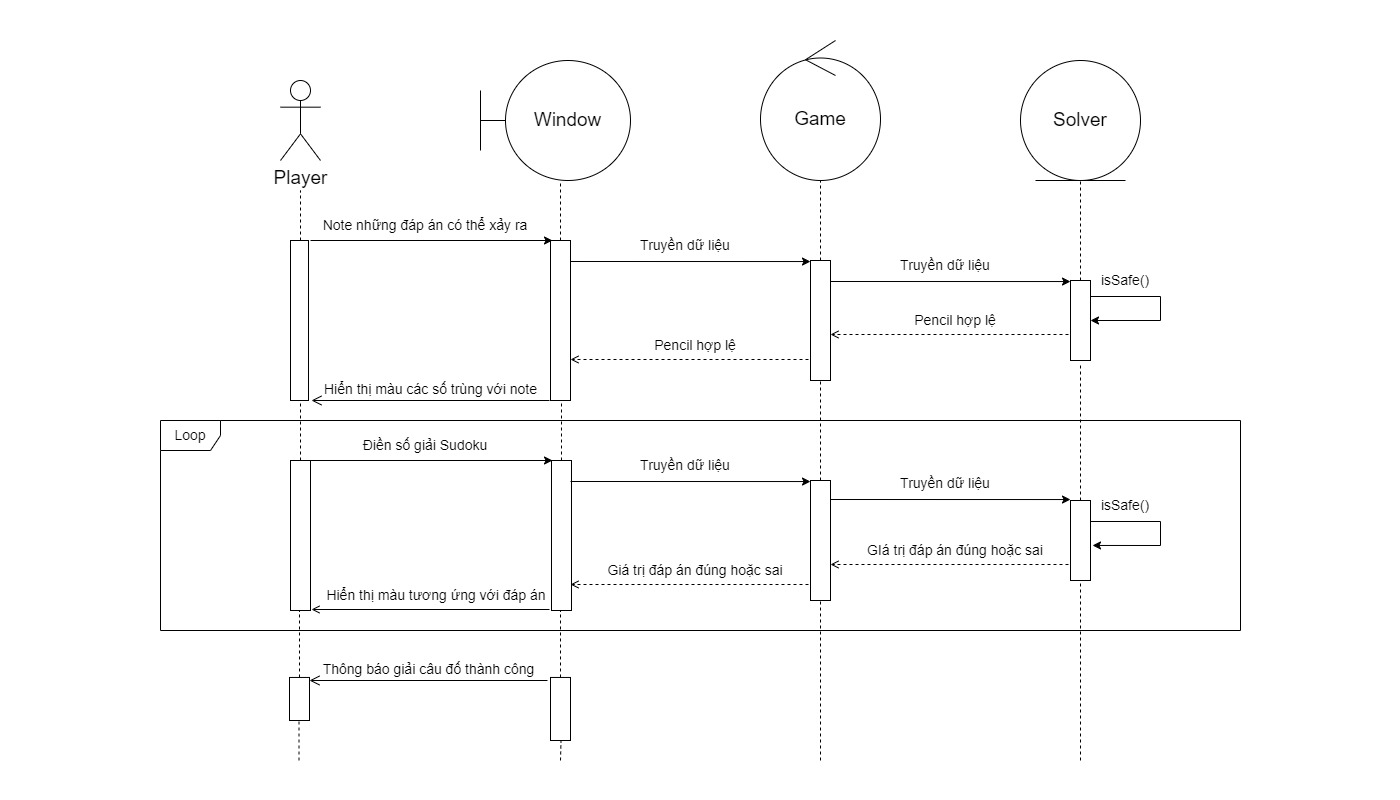 Window
Game
Solver
Player
Note những đáp án có thể xảy ra
Truyền dữ liệu
Truyền dữ liệu
isSafe()
Pencil hợp lệ
Pencil hợp lệ
Hiển thị màu các số trùng với note
Loop
Điền số giải Sudoku
Truyền dữ liệu
Truyền dữ liệu
isSafe()
GIá trị đáp án đúng hoặc sai
Giá trị đáp án đúng hoặc sai
Hiển thị màu tương ứng với đáp án
Thông báo giải câu đố thành công